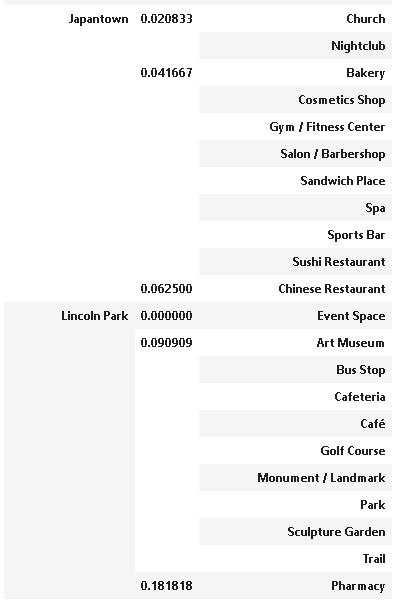 Japantown 0.020833 Church
Nightclub
0.041667 Bakery
Cosmetics Shop
Gym / Fitness Center
Salon / Barbershop
Sandwich Place
Spa
Sports Bar
Sushi Restaurant
0.062500 Chinese Restaurant
Lincoln Park 0.000000 Event Space
0.090909 Art Museum
Bus Stop
Cafeteria
Café
Golf Course
Monument / Landmark
Park
Sculpture Garden
Trail
0.181818 Pharmacy